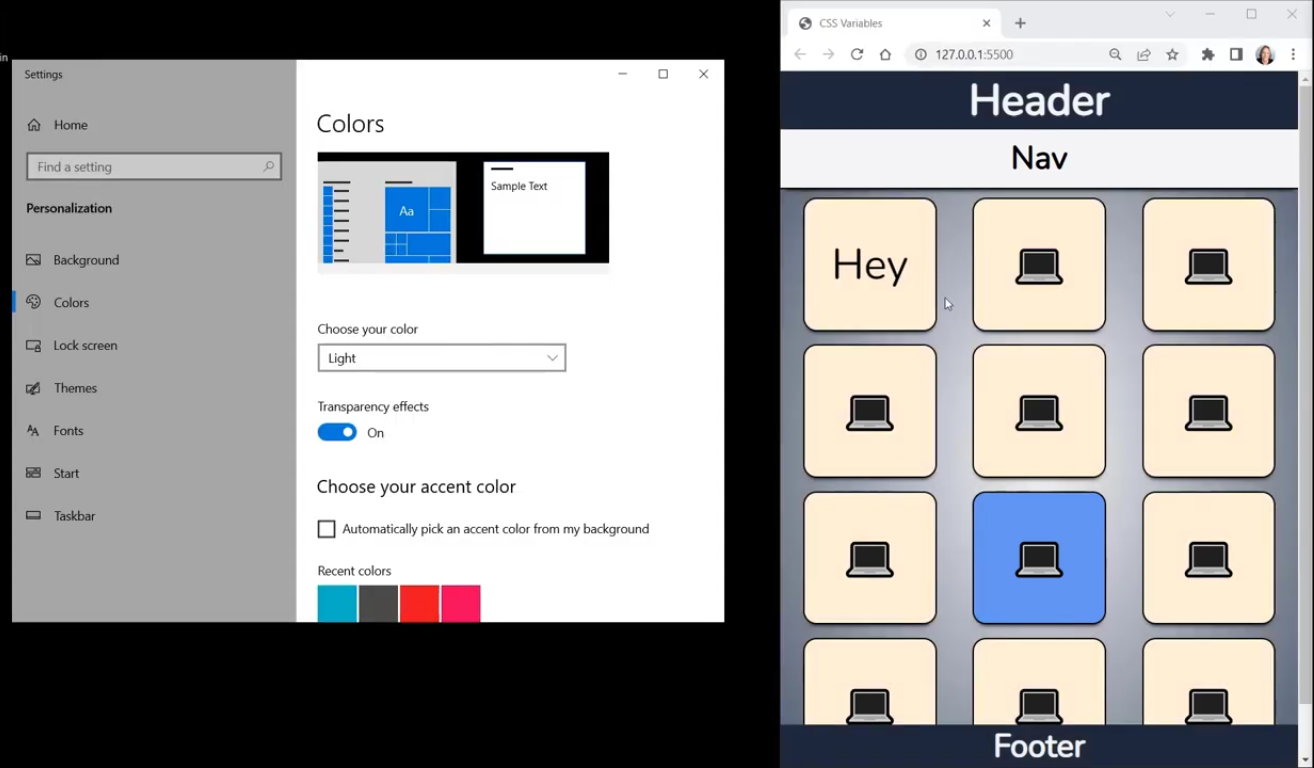 in
Settings
Home
Find a setting
Personalization
Background
Colors
Lock screen
Themes
Fonts
Start
Taskbar
Colors
Aa
Sample Text
Choose your color
Light
Transparency effects
On
Choose your accent color
Automatically pick an accent color from my background
Recent colors
CSS Variables
127.0.0.1:5500
Header
Nav
Hey
Footer